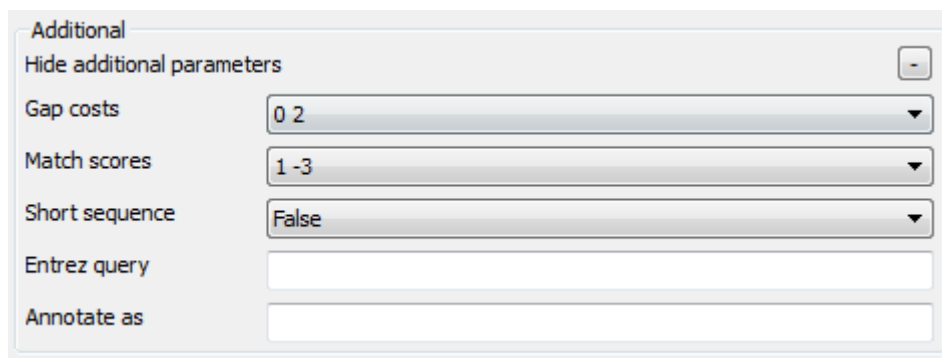 Additional
Hide additional parameters -
Gap costs 0 2
Match scores 1 -3
Short sequence False
Entrez query
Annotate as